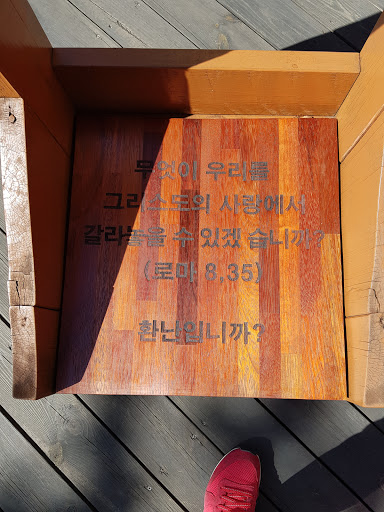 무엇이 우리를
그리스도의 사랑에서
갈라놓을 수 있겠 습니까?
(로마 8,35)
환난입니까?